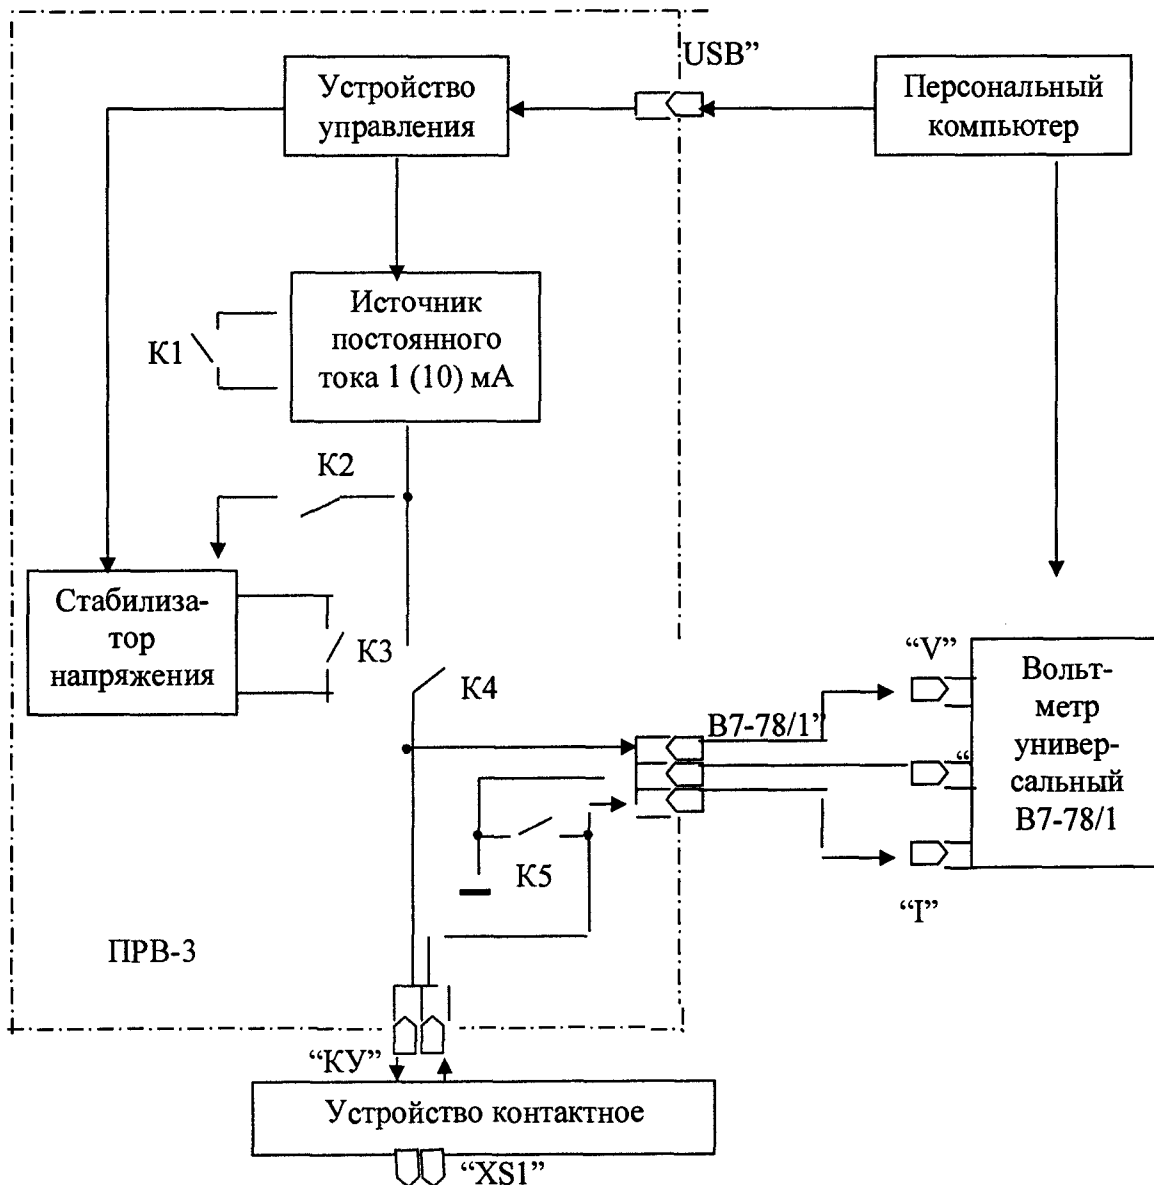 USB”
Устройство
управления
Персональный
компьютер
Источник
постоянного
тока 1 (10) мА
К1
К2
Стабилиза-
тор
напряжения
К3
К4
“V”
Вольт-
метр
универ-
сальный
В7-78/1
В7-78/1”
“
К5
“I”
ПРВ-3
“КУ”
Устройство контактное
“XS1”